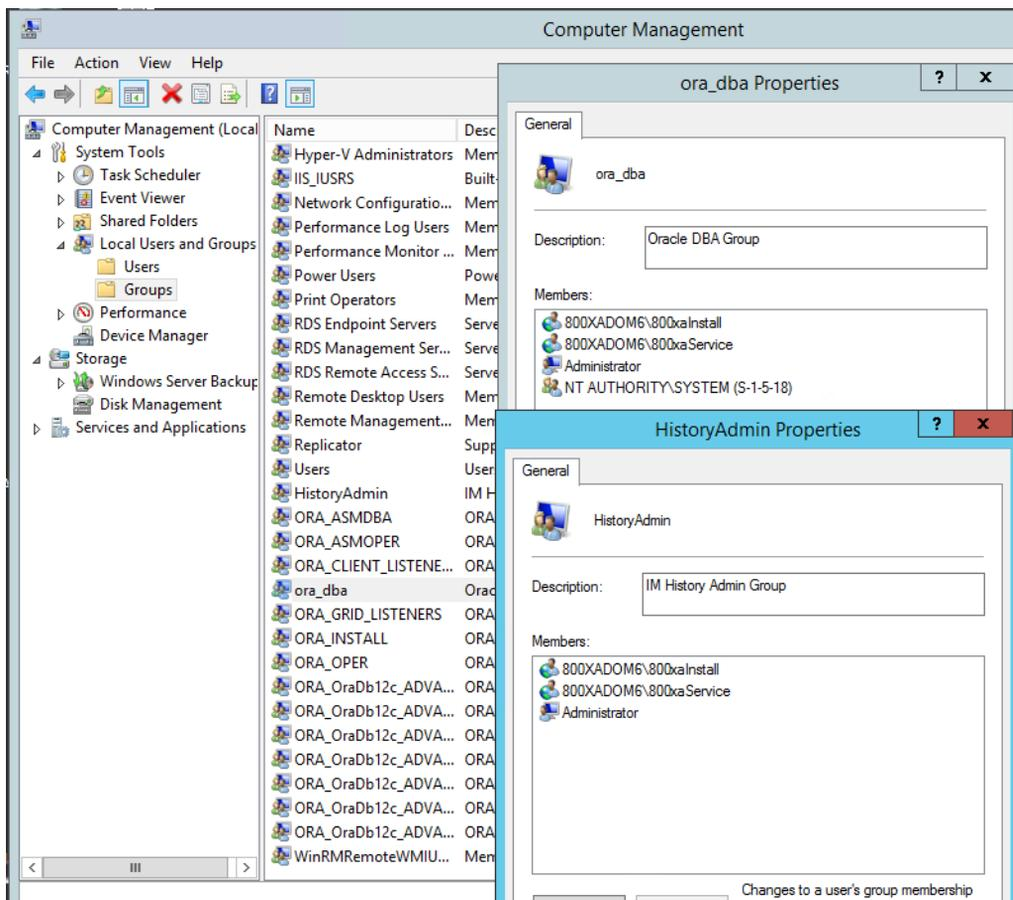 Computer Management
File Action View Help
Computer Management (Local
System Tools
Task Scheduler
Event Viewer
Shared Folders
Local Users and Groups
Users
Groups
Performance
Device Manager
Storage
Windows Server Backup
Disk Management
Services and Applications
Name Desc
Hyper-V Administrators Mem
IIS_IUSRS Built-
Network Configuratio... Mem
Performance Log Users Mem
Performance Monitor ... Mem
Power Users Powe
Print Operators Mem
RDS Endpoint Servers Serve
RDS Management Ser... Serve
RDS Remote Access S... Serve
Remote Desktop Users Mem
Remote Management... Mem
Replicator Supp
Users User
HistoryAdmin IM H
ORA_ASMDBA ORA
ORA_ASMOPER ORA
ORA_CLIENT_LISTENE... ORA
ora_dba Orac
ORA_GRID_LISTENERS ORA
ORA_INSTALL ORA
ORA_OPER ORA
ORA_OraDb12c_ADVA... ORA
ORA_OraDb12c_ADVA... ORA
ORA_OraDb12c_ADVA... ORA
ORA_OraDb12c_ADVA... ORA
ORA_OraDb12c_ADVA... ORA
ORA_OraDb12c_ADVA... ORA
ORA_OraDb12c_ADVA... ORA
WinRMRemoteWMIU... Mem
ora_dba Properties
? x
General
ora_dba
Description: Oracle DBA Group
Members:
800XADOM6\800xaInstall
800XADOM6\800xaService
Administrator
NT AUTHORITY\SYSTEM (S-1-5-18)
HistoryAdmin Properties
? x
General
HistoryAdmin
Description: IM History Admin Group
Members:
800XADOM6\800xaInstall
800XADOM6\800xaService
Administrator
Changes to a user's group membership